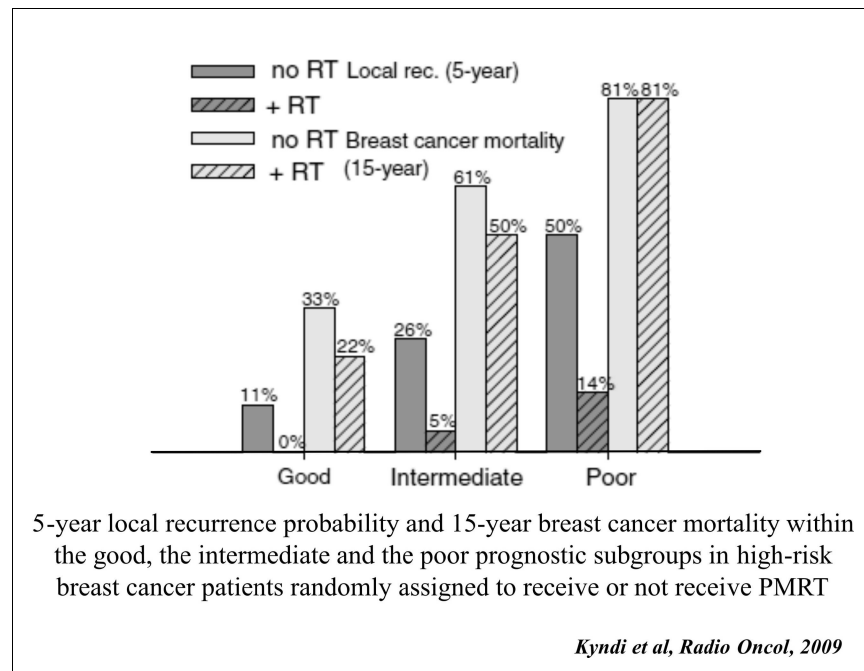 no RT Local rec. (5-year)
+ RT
no RT Breast cancer mortality
+ RT (15-year)
81% 81%
61%
50% 50%
33%
26%
22%
14%
11%
5%
0%
Good Intermediate Poor
5-year local recurrence probability and 15-year breast cancer mortality within
the good, the intermediate and the poor prognostic subgroups in high-risk
breast cancer patients randomly assigned to receive or not receive PMRT
Kyndi et al, Radio Oncol, 2009